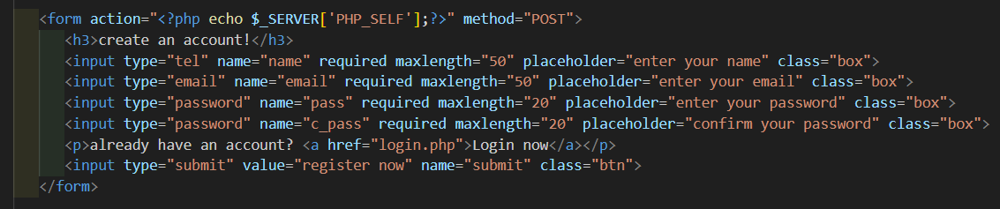 <form action="<?php echo $_SERVER['PHP_SELF'];?>" method="POST">
<h3>create an account!</h3>
<input type="tel" name="name" required maxlength="50" placeholder="enter your name" class="box">
<input type="email" name="email" required maxlength="50" placeholder="enter your email" class="box">
<input type="password" name="pass" required maxlength="20" placeholder="enter your password" class="box">
<input type="password" name="c_pass" required maxlength="20" placeholder="confirm your password" class="box">
<p>already have an account? <a href="login.php">Login now</a></p>
<input type="submit" value="register now" name="submit" class="btn">
</form>